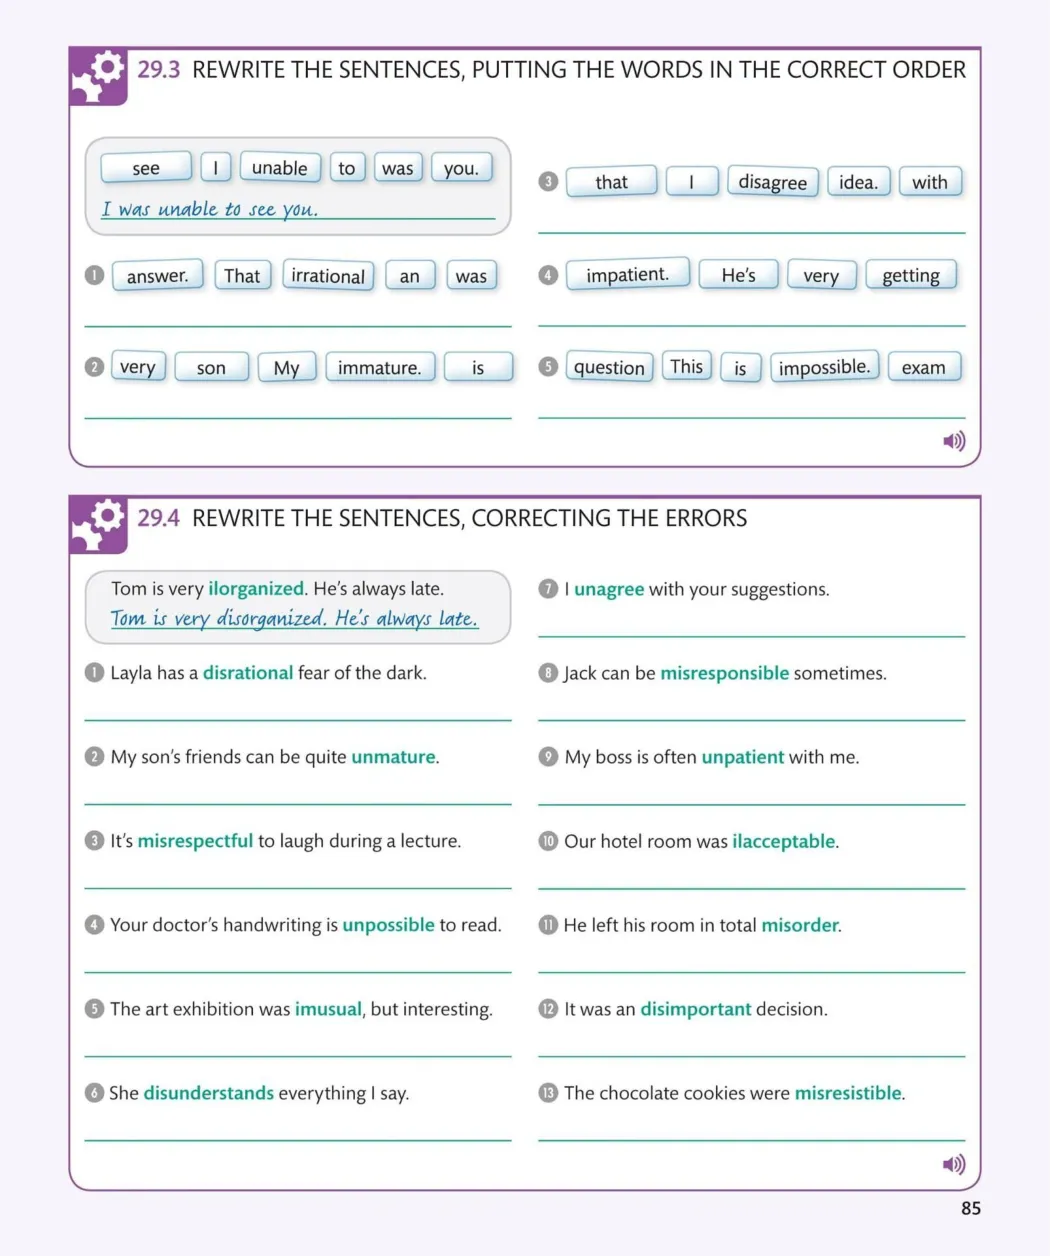 29.3 REWRITE THE SENTENCES, PUTTING THE WORDS IN THE CORRECT ORDER
see I unable to was you.
I was unable to see you.
1 answer. That irrational an was
2 very son My immature. is
3 that I disagree idea. with
4 impatient. He's very getting
5 question This is impossible. exam
29.4 REWRITE THE SENTENCES, CORRECTING THE ERRORS
Tom is very ilorganized. He's always late.
Tom is very disorganized. He's always late.
1 Layla has a disrational fear of the dark.
2 My son's friends can be quite unmature.
3 It's misrespectful to laugh during a lecture.
4 Your doctor's handwriting is unpossible to read.
5 The art exhibition was imusual, but interesting.
6 She disunderstands everything I say.
7 I unagree with your suggestions.
8 Jack can be misresponsible sometimes.
9 My boss is often unpatient with me.
10 Our hotel room was ilacceptable.
11 He left his room in total misorder.
12 It was an disimportant decision.
13 The chocolate cookies were misresistible.
85